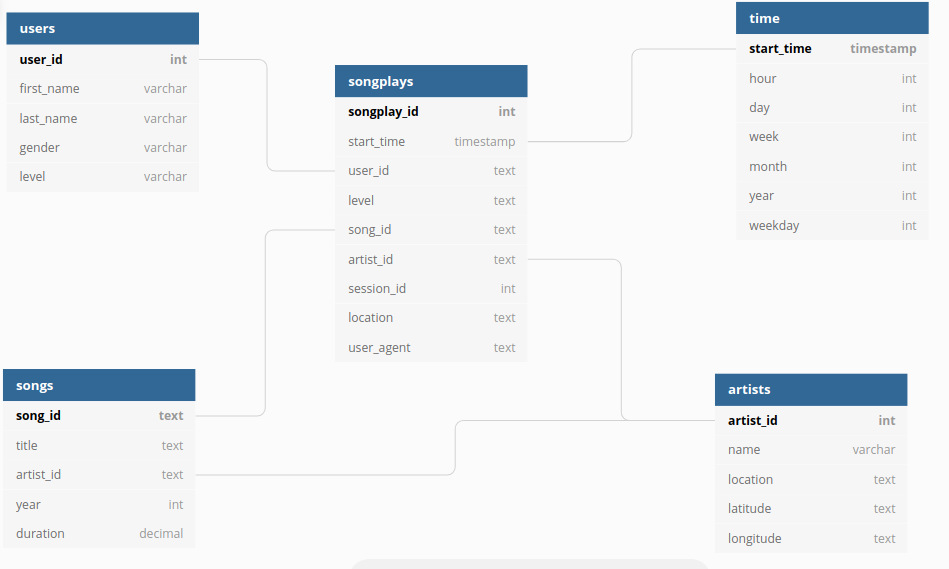 users
user_id int
first_name varchar
last_name varchar
gender varchar
level varchar
songplays
songplay_id int
start_time timestamp
user_id text
level text
song_id text
artist_id text
session_id int
location text
user_agent text
time
start_time timestamp
hour int
day int
week int
month int
year int
weekday int
songs
song_id text
title text
artist_id text
year int
duration decimal
artists
artist_id int
name varchar
location text
latitude text
longitude text